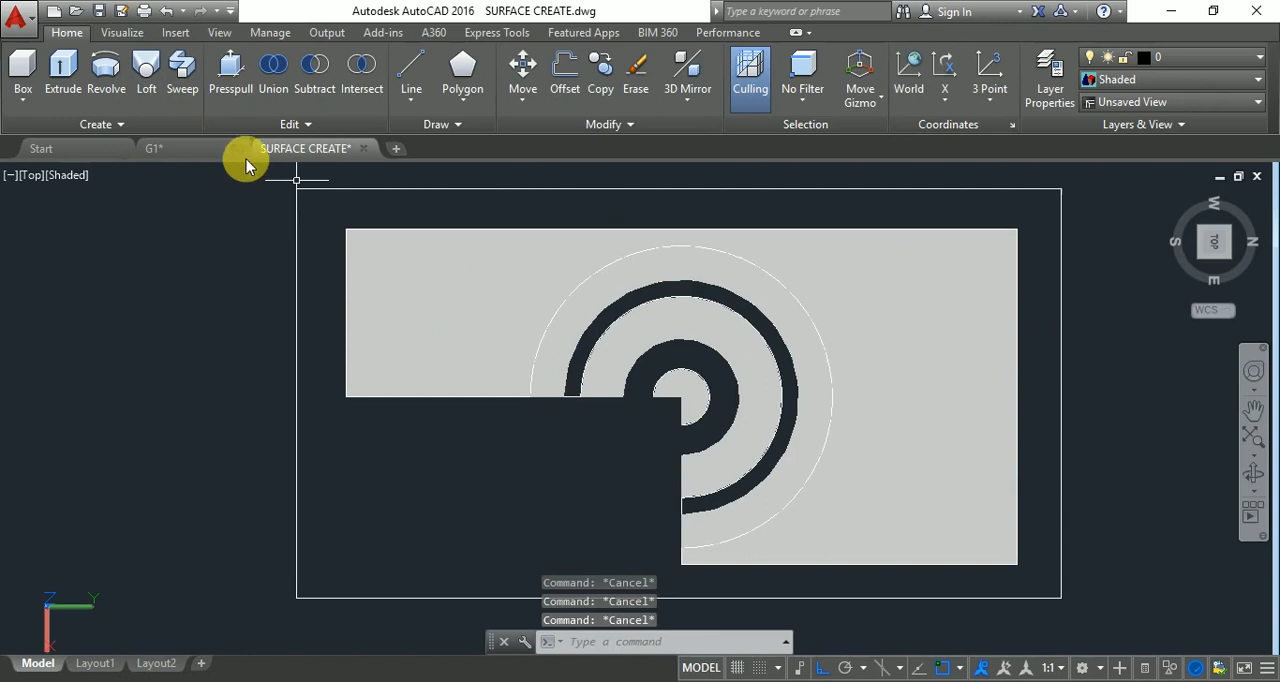 Autodesk AutoCAD 2016 SURFACE CREATE.dwg
Type a keyword or phrase
Sign In
Home Visualize Insert View Manage Output Add-ins A360 Express Tools Featured Apps BIM 360 Performance
Box Extrude Revolve Loft Sweep
Presspull Union Subtract Intersect
Line Polygon
Move Offset Copy Erase 3D Mirror
Culling No Filter Move Gizmo
World X 3 Point
Layer Properties
0
Shaded
Unsaved View
Create Edit Draw Modify Selection Coordinates Layers & View
Start G1* SURFACE CREATE*
[−][Top][Shaded]
W
S TOP N
E
WCS
Command: *Cancel*
Command: *Cancel*
Command: *Cancel*
Type a command
Z Y
X
Model Layout1 Layout2
MODEL 1:1